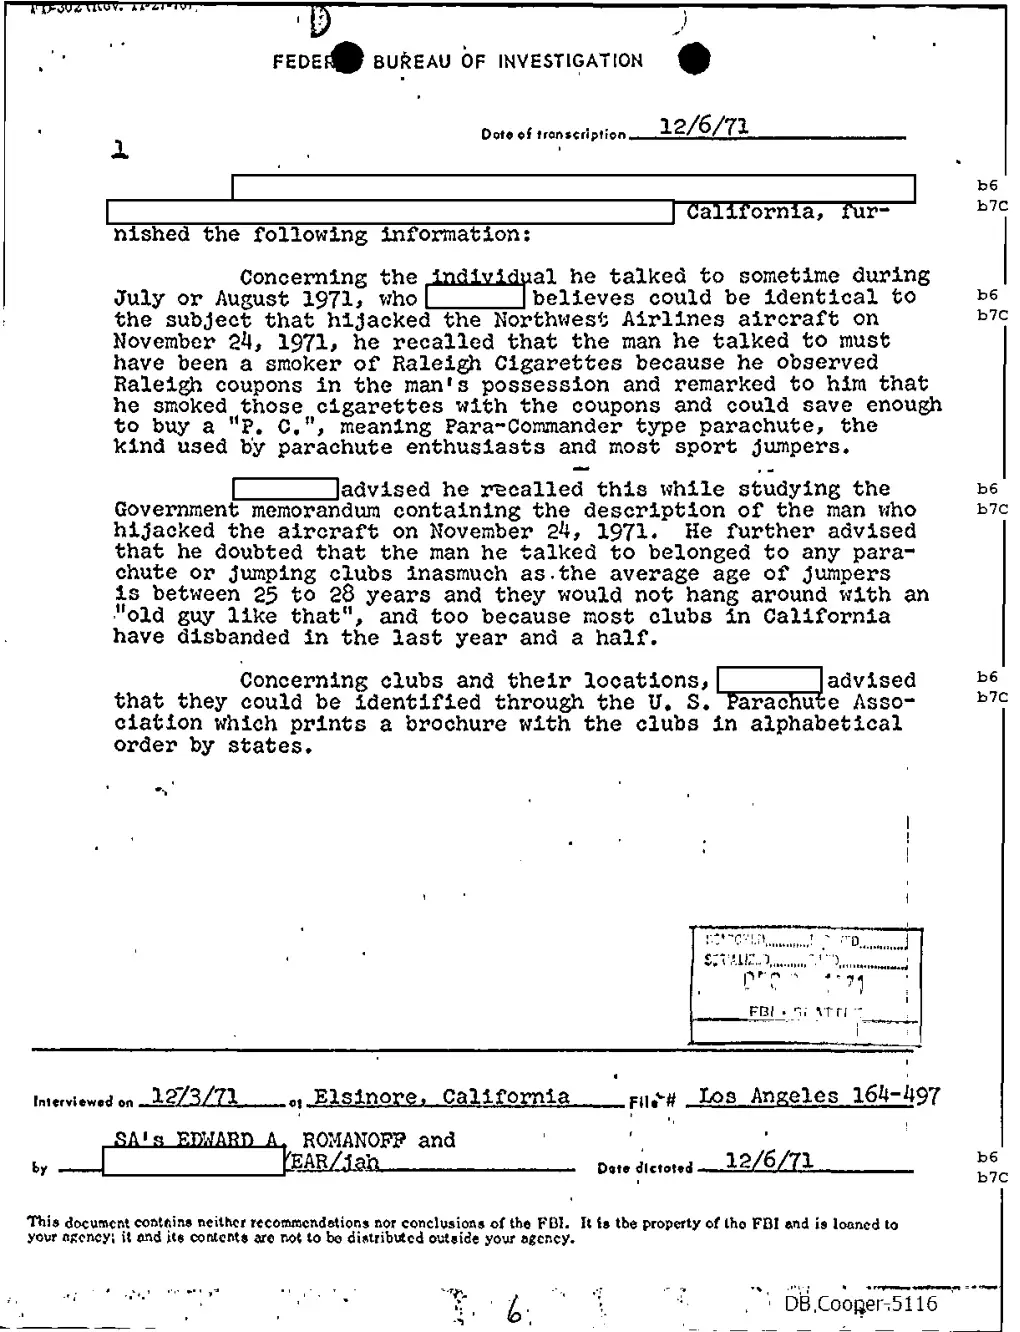 FD-302 (Rev. 11-27-70)
D
FEDERAL BUREAU OF INVESTIGATION
Date of transcription 12/6/71
1
b6
b7C
California, fur-
nished the following information:
Concerning the individual he talked to sometime during
July or August 1971, who believes could be identical to
b6
the subject that hijacked the Northwest Airlines aircraft on
b7C
November 24, 1971, he recalled that the man he talked to must
have been a smoker of Raleigh Cigarettes because he observed
Raleigh coupons in the man's possession and remarked to him that
he smoked those cigarettes with the coupons and could save enough
to buy a "P. C.", meaning Para-Commander type parachute, the
kind used by parachute enthusiasts and most sport jumpers.
advised he recalled this while studying the
b6
Government memorandum containing the description of the man who
b7C
hijacked the aircraft on November 24, 1971. He further advised
that he doubted that the man he talked to belonged to any para-
chute or jumping clubs inasmuch as the average age of jumpers
is between 25 to 28 years and they would not hang around with an
"old guy like that", and too because most clubs in California
have disbanded in the last year and a half.
Concerning clubs and their locations, advised
b6
that they could be identified through the U. S. Parachute Asso-
b7C
ciation which prints a brochure with the clubs in alphabetical
order by states.
1971
FBI - SEATTLE
Interviewed on 12/3/71 at Elsinore, California File # Los Angeles 164-497
SA's EDWARD A. ROMANOFF and
by /EAR/jah Date dictated 12/6/71
b6
b7C
This document contains neither recommendations nor conclusions of the FBI. It is the property of the FBI and is loaned to
your agency; it and its contents are not to be distributed outside your agency.
6
DB Cooper-5116